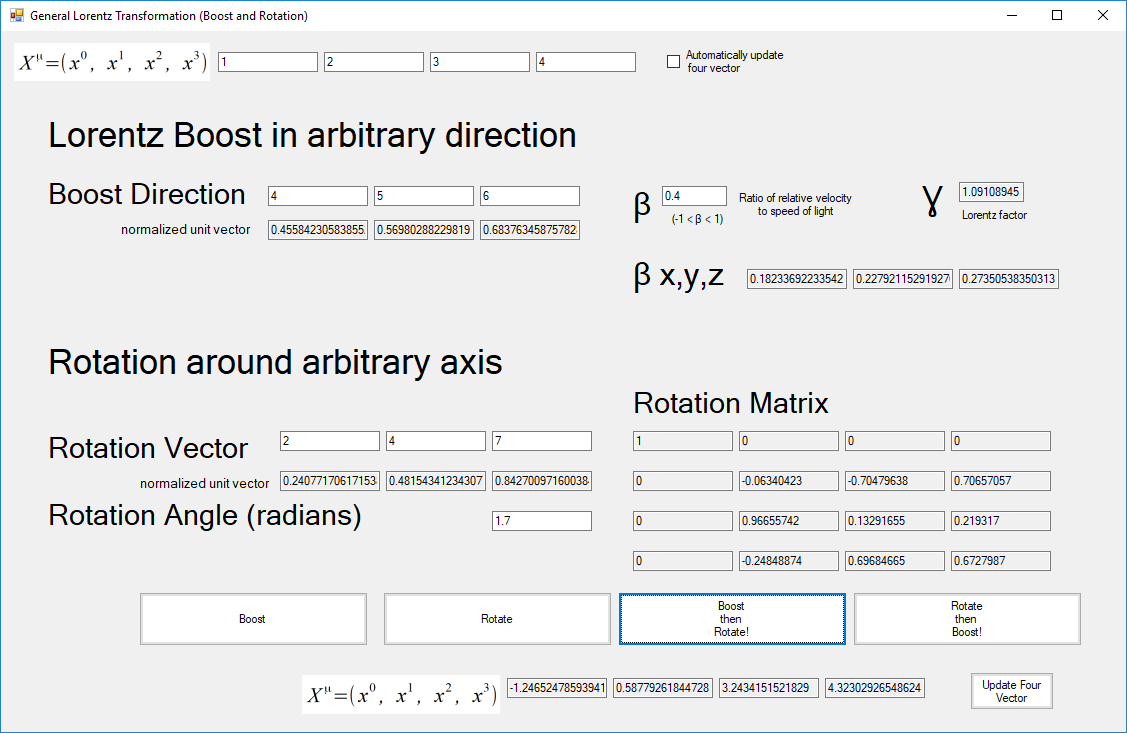 General Lorentz Transformation (Boost and Rotation)
X^μ=(x^0, x^1, x^2, x^3) 1 2 3 4
Automatically update
four vector
Lorentz Boost in arbitrary direction
Boost Direction 4 5 6
normalized unit vector 0.45584230583855 0.56980288229819 0.68376345875782
β 0.4
(-1 < β < 1)
Ratio of relative velocity
to speed of light
γ 1.09108945
Lorentz factor
β x,y,z 0.18233692233542 0.22792115291927 0.27350538350313
Rotation around arbitrary axis
Rotation Matrix
Rotation Vector 2 4 7
normalized unit vector 0.24077170617153 0.48154341234307 0.84270097160038
Rotation Angle (radians) 1.7
1 0 0 0
0 -0.06340423 -0.70479638 0.70657057
0 0.96655742 0.13291655 0.219317
0 -0.24848874 0.69684665 0.6727987
Boost
Rotate
Boost
then
Rotate!
Rotate
then
Boost!
X^μ=(x^0, x^1, x^2, x^3) -1.24652478593941 0.58779261844728 3.2434151521829 4.32302926548624
Update Four
Vector